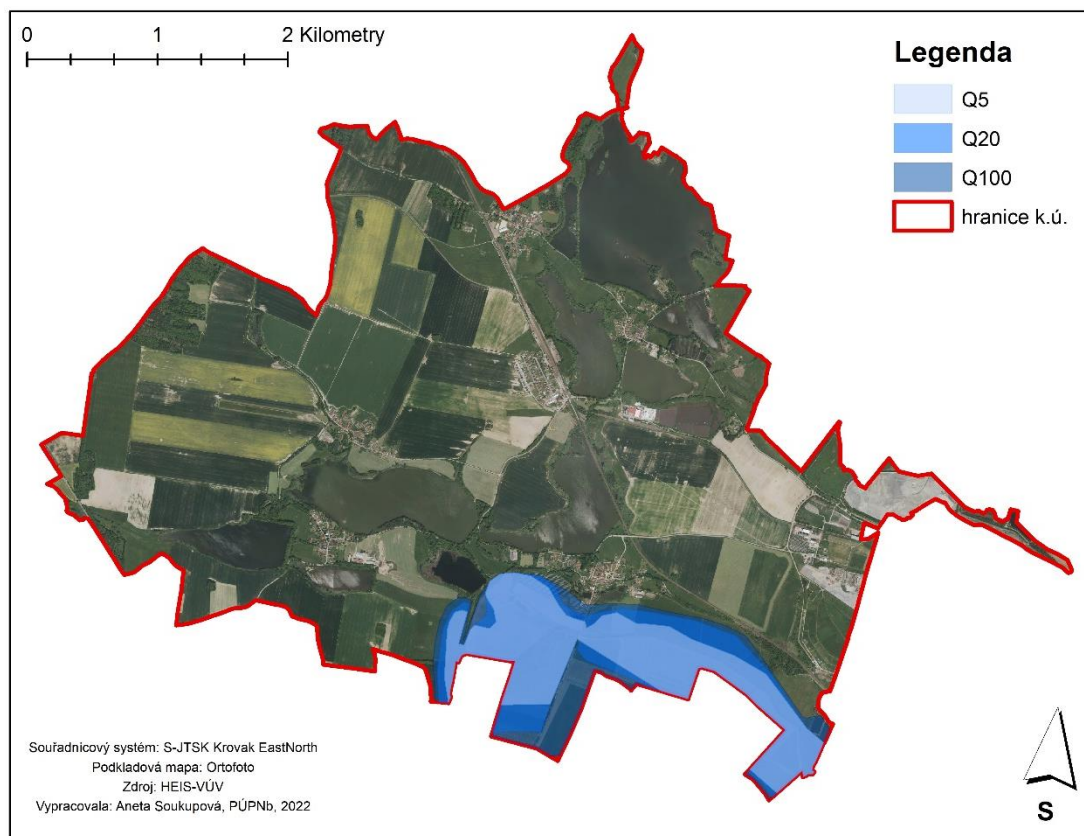 0 1 2 Kilometry
Legenda
Q5
Q20
Q100
hranice k.ú.
Souřadnicový systém: S-JTSK Krovak EastNorth
Podkladová mapa: Ortofoto
Zdroj: HEIS-VÚV
Vypracovala: Aneta Soukupová, PÚPNb, 2022
S